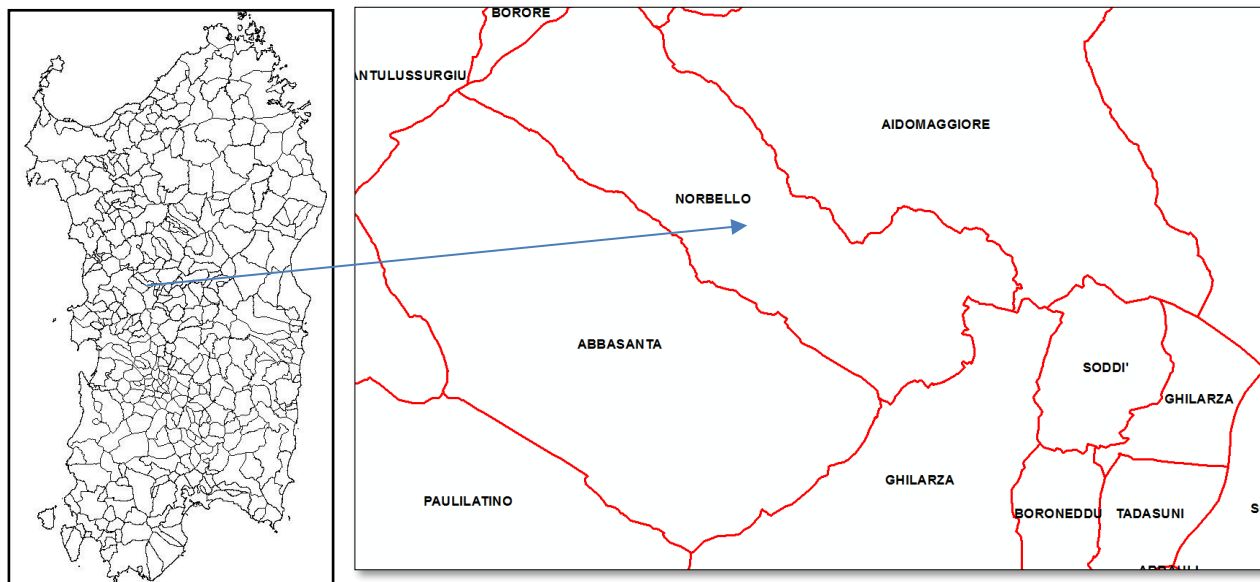 BORORE
ANTULUSSURGIU
AIDOMAGGIORE
NORBELLO
ABBASANTA
SODDI'
GHILARZA
GHILARZA
PAULILATINO
BORONEDDU
TADASUNI
S